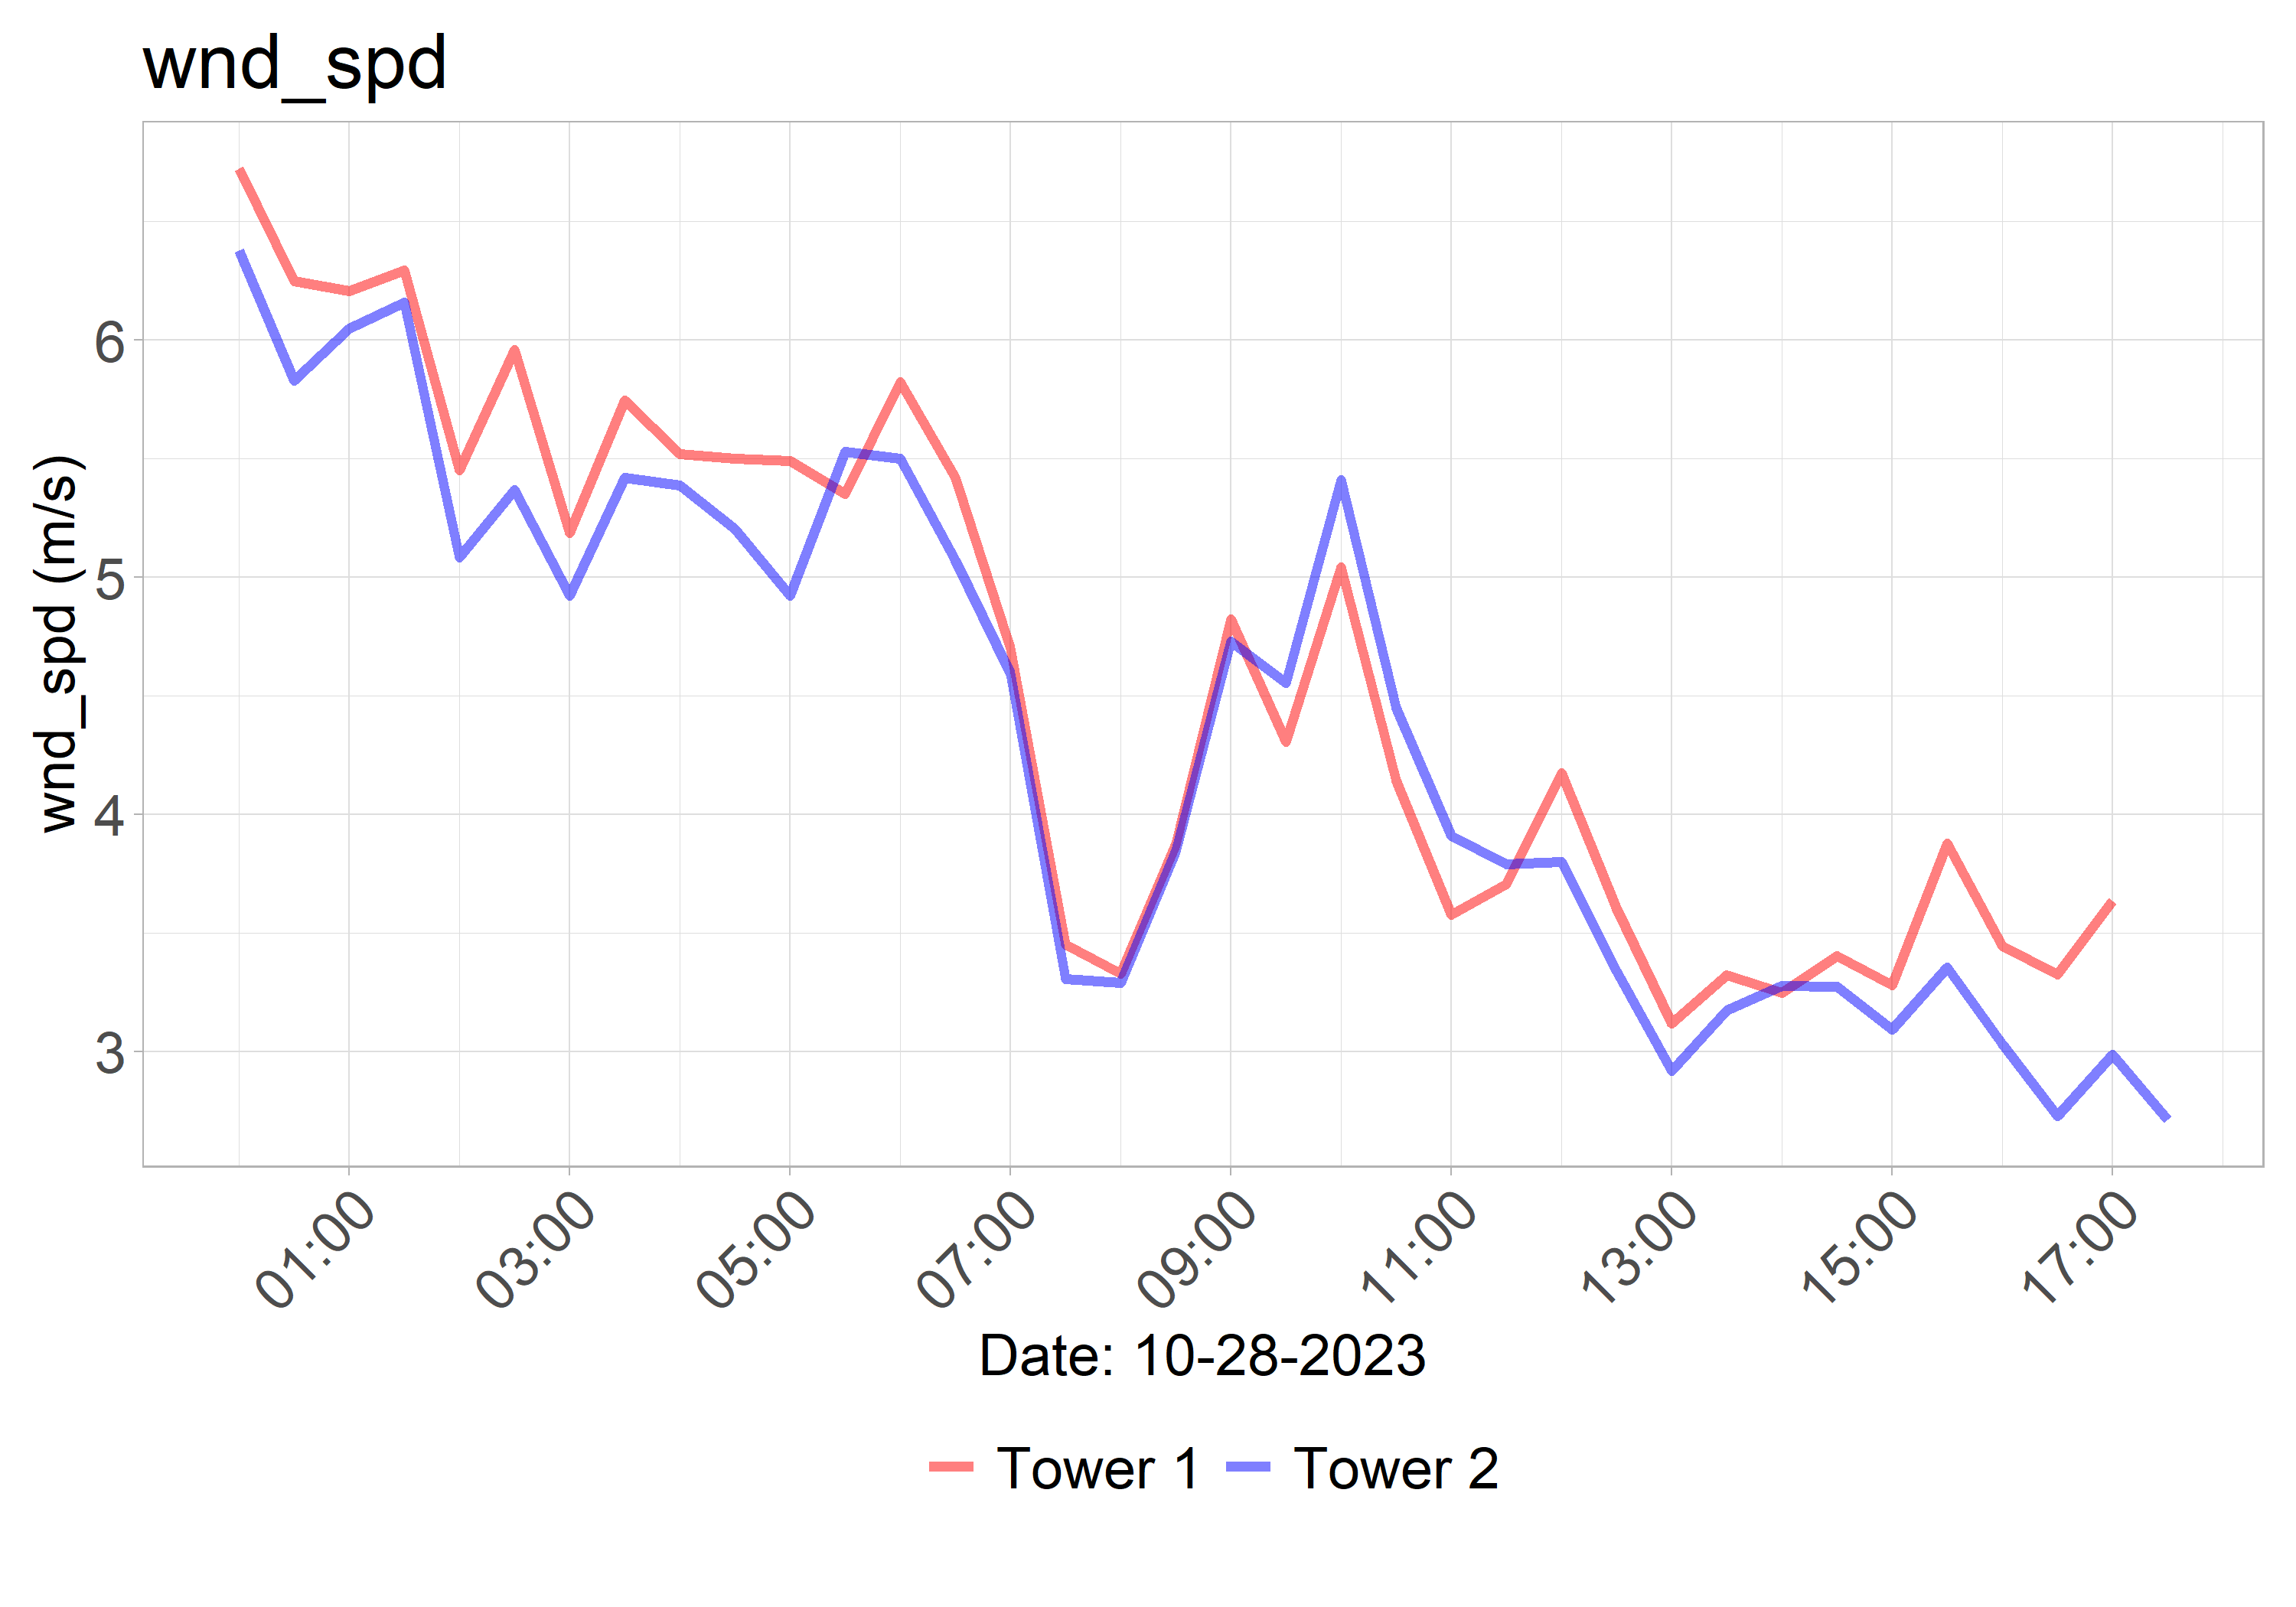 wnd_spd
wnd_spd (m/s)
6
5
4
3
01:00 03:00 05:00 07:00 09:00 11:00 13:00 15:00 17:00
Date: 10-28-2023
Tower 1 Tower 2